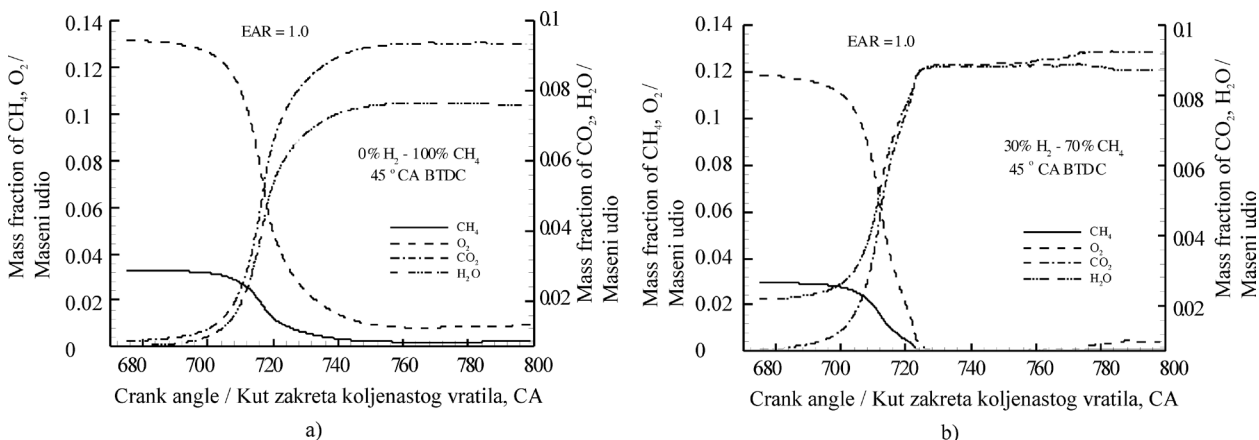 Mass fraction of CH₄, O₂ /
Maseni udio
0.14
0.12
0.1
0.08
0.06
0.04
0.02
0
EAR = 1.0
0% H₂ - 100% CH₄
45 ° CA BTDC
CH₄
O₂
CO₂
H₂O
0.1
0.08
0.06
0.04
0.02
Mass fraction of CO₂, H₂O /
Maseni udio
680 700 720 740 760 780 800
Crank angle / Kut zakreta koljenastog vratila, CA
a)
Mass fraction of CH₄, O₂ /
Maseni udio
0.14
0.12
0.1
0.08
0.06
0.04
0.02
0
EAR = 1.0
30% H₂ - 70% CH₄
45 ° CA BTDC
CH₄
O₂
CO₂
H₂O
0.1
0.08
0.06
0.04
0.02
Mass fraction of CO₂, H₂O /
Maseni udio
680 700 720 740 760 780 800
Crank angle / Kut zakreta koljenastog vratila, CA
b)